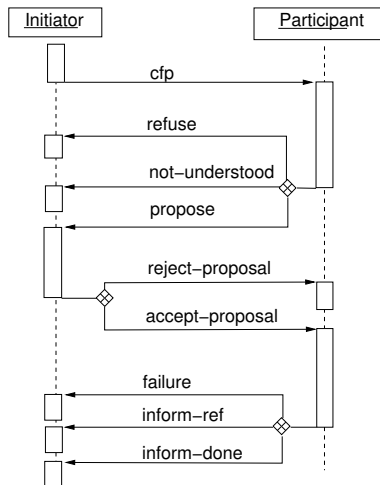 Initiator
Participant
cfp
refuse
not−understood
propose
reject−proposal
accept−proposal
failure
inform−ref
inform−done